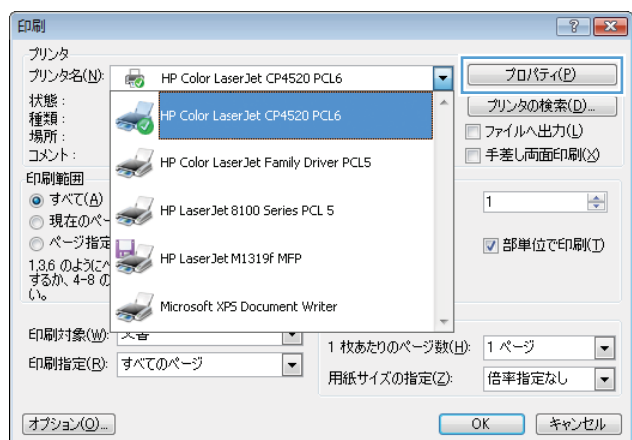 印刷
プリンタ
プリンタ名(N): HP Color LaserJet CP4520 PCL6
プロパティ(P)
状態:
種類:
場所:
コメント:
HP Color LaserJet CP4520 PCL6
HP Color LaserJet Family Driver PCL5
HP LaserJet 8100 Series PCL 5
HP LaserJet M1319f MFP
Microsoft XPS Document Writer
プリンタの検索(D)...
ファイルへ出力(L)
手差し両面印刷(X)
印刷範囲
すべて(A)
現在のペー
ページ指定
1,3,6 のように
するか、4-8 の
い。
1
部単位で印刷(T)
印刷対象(W):
印刷指定(R): すべてのページ
1 枚あたりのページ数(H): 1 ページ
用紙サイズの指定(Z): 倍率指定なし
オプション(O)...
OK
キャンセル